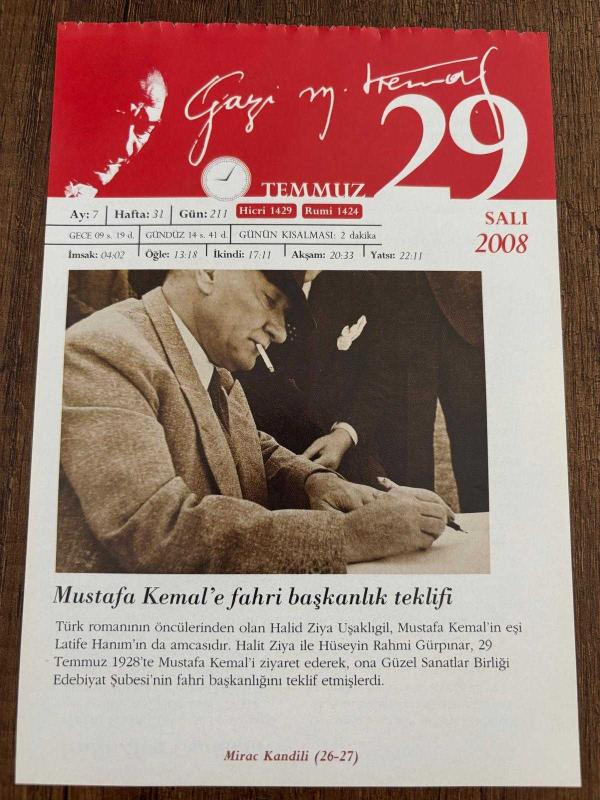 Gazi M. Kemal
29
TEMMUZ
SALI
2008
Ay: 7 Hafta: 31 Gün: 211 Hicri 1429 Rumi 1424
GECE 09 s. 19 d. GÜNDÜZ 14 s. 41 d. GÜNÜN KISALMASI: 2 dakika
İmsak: 04:02 Öğle: 13:18 İkindi: 17:11 Akşam: 20:33 Yatsı: 22:11
Mustafa Kemal'e fahri başkanlık teklifi
Türk romanının öncülerinden olan Halid Ziya Uşaklıgil, Mustafa Kemal'in eşi
Latife Hanım'ın da amcasıdır. Halit Ziya ile Hüseyin Rahmi Gürpınar, 29
Temmuz 1928'te Mustafa Kemal'i ziyaret ederek, ona Güzel Sanatlar Birliği
Edebiyat Şubesi'nin fahri başkanlığını teklif etmişlerdi.
Mirac Kandili (26-27)